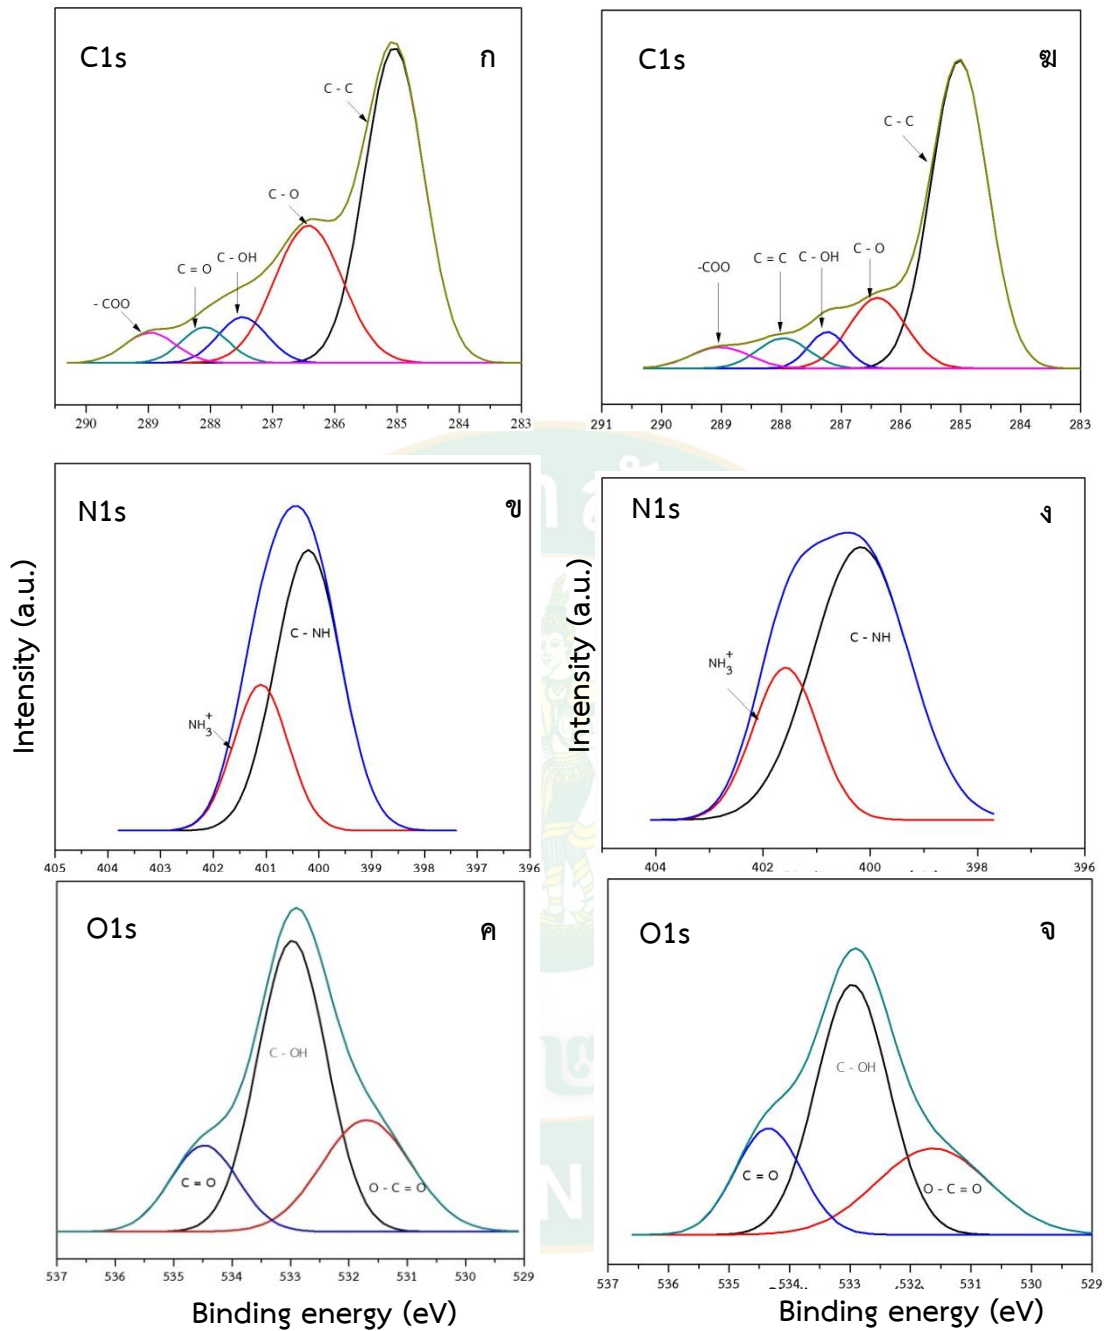 C1s
ก
C - C
C - O
C - OH
C = O
- COO
290 289 288 287 286 285 284 283
C1s
ฆ
C - C
C - O
C - OH
C = C
-COO
291 290 289 288 287 286 285 284 283
N1s
ข
C - NH
NH3+
405 404 403 402 401 400 399 398 397 396
Intensity (a.u.)
N1s
ง
C - NH
NH3+
404 402 400 398 396
Intensity (a.u.)
O1s
ค
C - OH
C = O
O - C = O
537 536 535 534 533 532 531 530 529
Binding energy (eV)
O1s
จ
C - OH
C = O
O - C = O
537 536 535 534 533 532 531 530 529
Binding energy (eV)
N